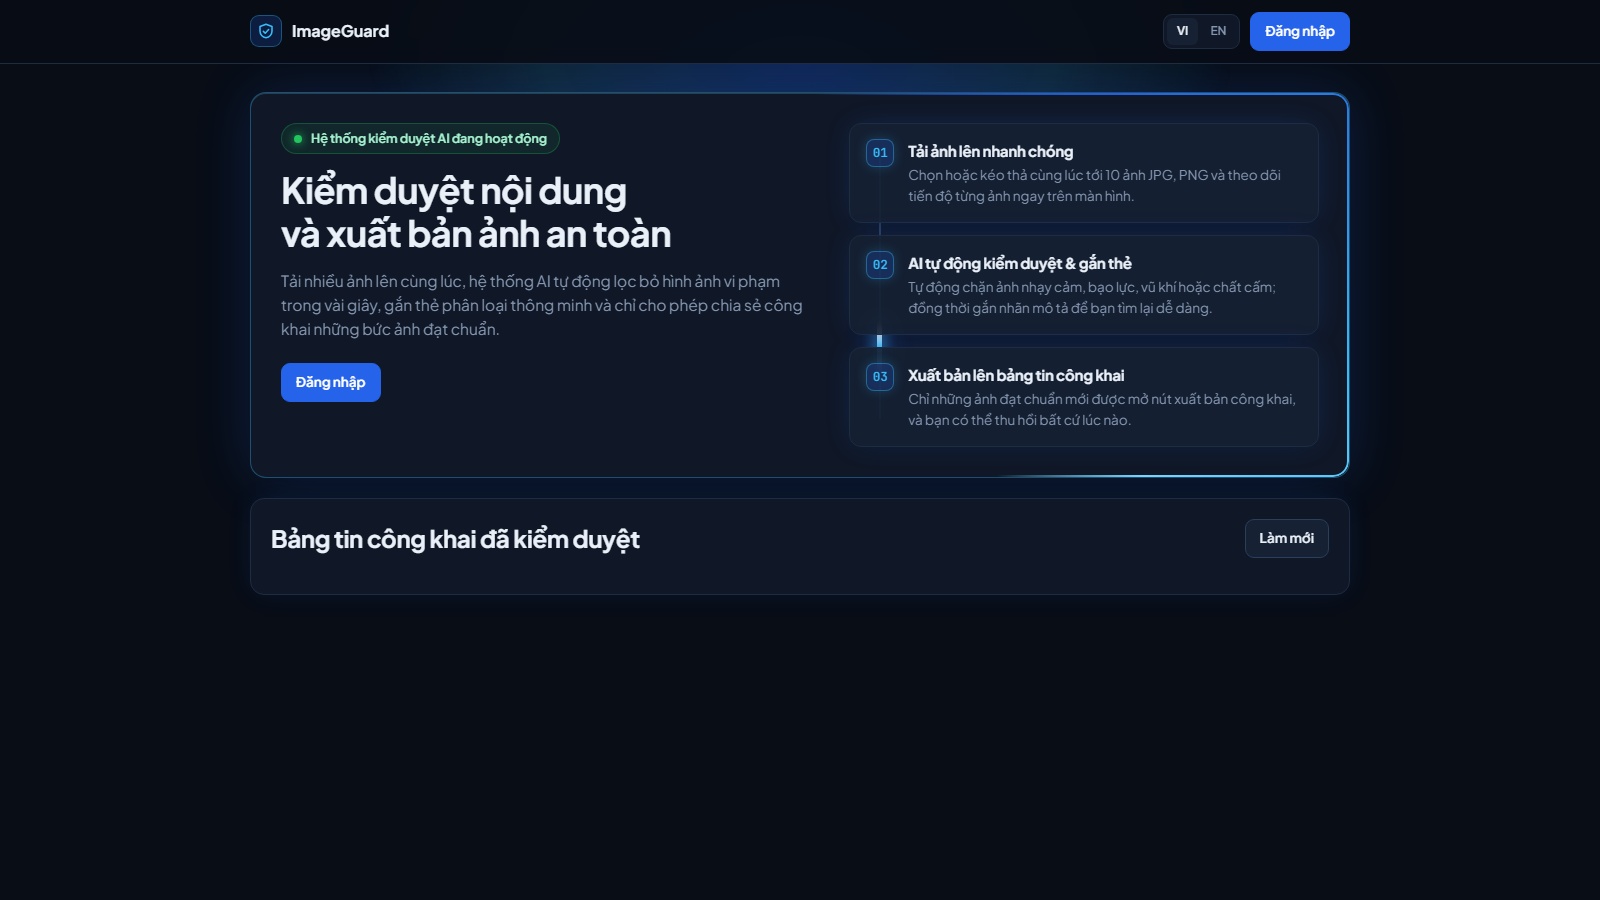 ImageGuard
VI EN Đăng nhập
Hệ thống kiểm duyệt AI đang hoạt động
Kiểm duyệt nội dung
và xuất bản ảnh an toàn
Tải nhiều ảnh lên cùng lúc, hệ thống AI tự động lọc bỏ hình ảnh vi phạm
trong vài giây, gắn thẻ phân loại thông minh và chỉ cho phép chia sẻ công
khai những bức ảnh đạt chuẩn.
Đăng nhập
01 Tải ảnh lên nhanh chóng
Chọn hoặc kéo thả cùng lúc tới 10 ảnh JPG, PNG và theo dõi
tiến độ từng ảnh ngay trên màn hình.
02 AI tự động kiểm duyệt & gắn thẻ
Tự động chặn ảnh nhạy cảm, bạo lực, vũ khí hoặc chất cấm;
đồng thời gắn nhãn mô tả để bạn tìm lại dễ dàng.
03 Xuất bản lên bảng tin công khai
Chỉ những ảnh đạt chuẩn mới được mở nút xuất bản công khai,
và bạn có thể thu hồi bất cứ lúc nào.
Bảng tin công khai đã kiểm duyệt
Làm mới